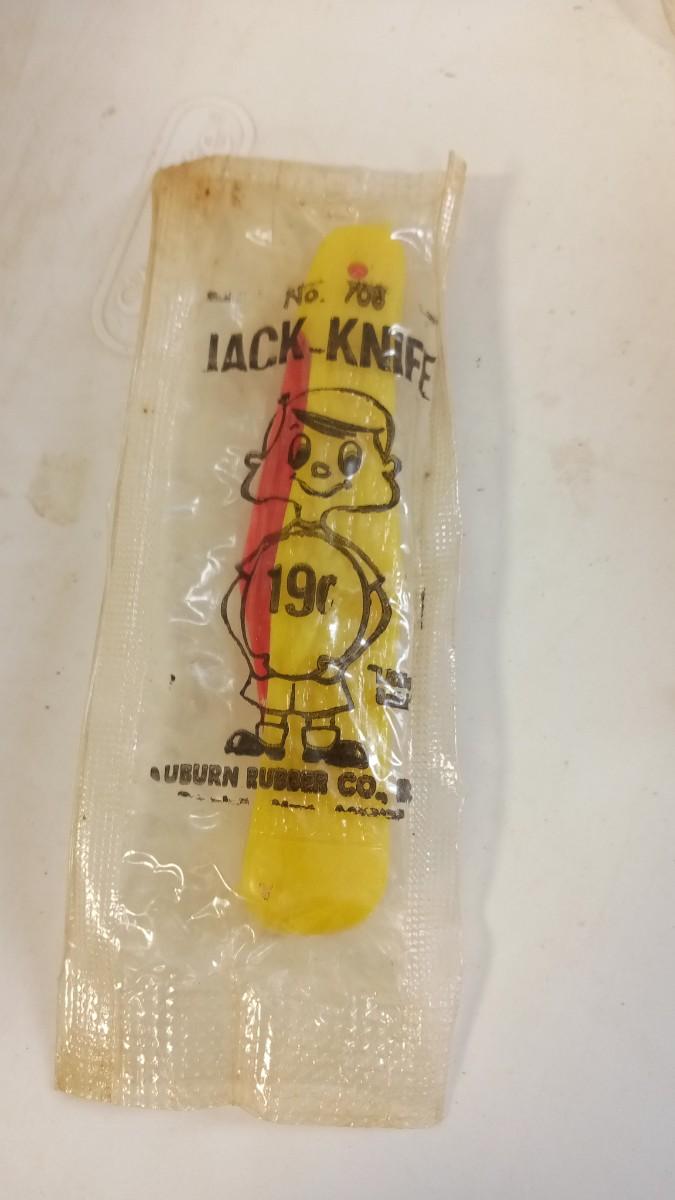 No. 708
JACK-KNIFE
19¢
AUBURN RUBBER CO.,